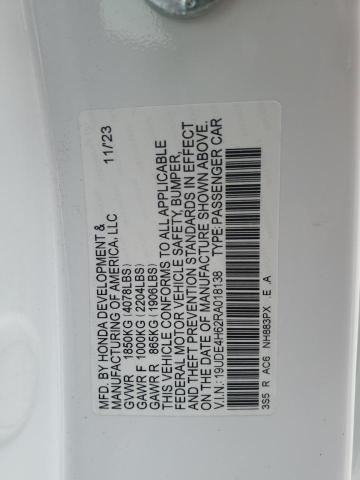 MFD. BY HONDA DEVELOPMENT & 11/'23
MANUFACTURING OF AMERICA, LLC
GVWR 1850KG (4078LBS)
GAWR F 1000KG (2204LBS)
GAWR R 865KG (1906LBS)
THIS VEHICLE CONFORMS TO ALL APPLICABLE
FEDERAL MOTOR VEHICLE SAFETY, BUMPER,
AND THEFT PREVENTION STANDARDS IN EFFECT
ON THE DATE OF MANUFACTURE SHOWN ABOVE.
V.I.N.: 19UDE4H62RA018138 TYPE: PASSENGER CAR
3S5 R AC6 NH883PX E .A